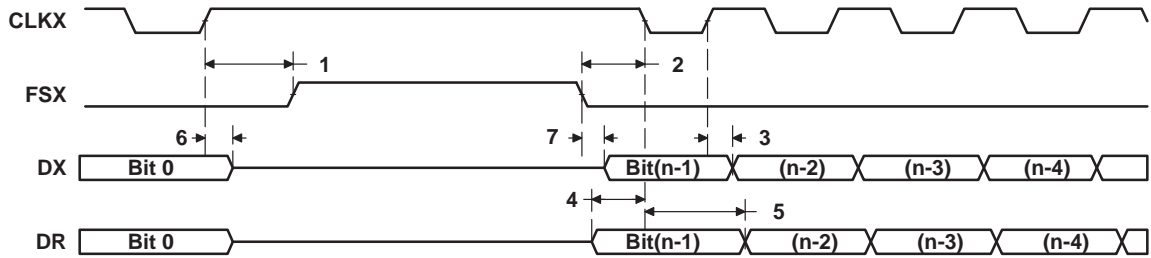 CLKX
1 2
FSX
6 7 3
DX Bit 0 Bit(n-1) (n-2) (n-3) (n-4)
4 5
DR Bit 0 Bit(n-1) (n-2) (n-3) (n-4)